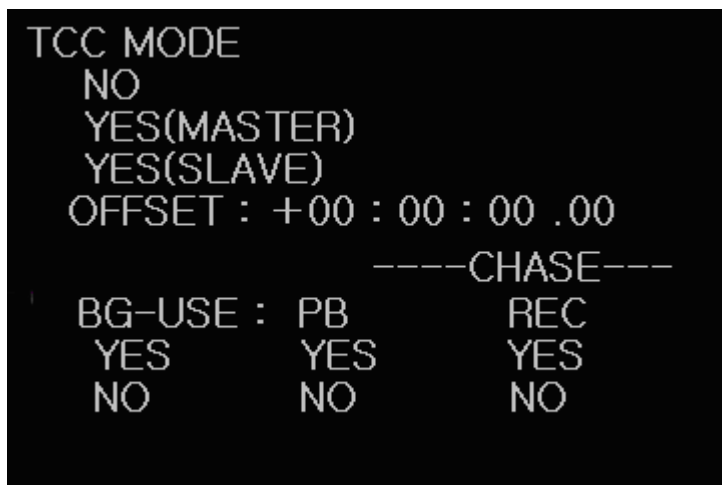 TCC MODE
NO
YES(MASTER)
YES(SLAVE)
OFFSET : +00 : 00 : 00 .00
----CHASE---
BG-USE : PB REC
YES YES YES
NO NO NO